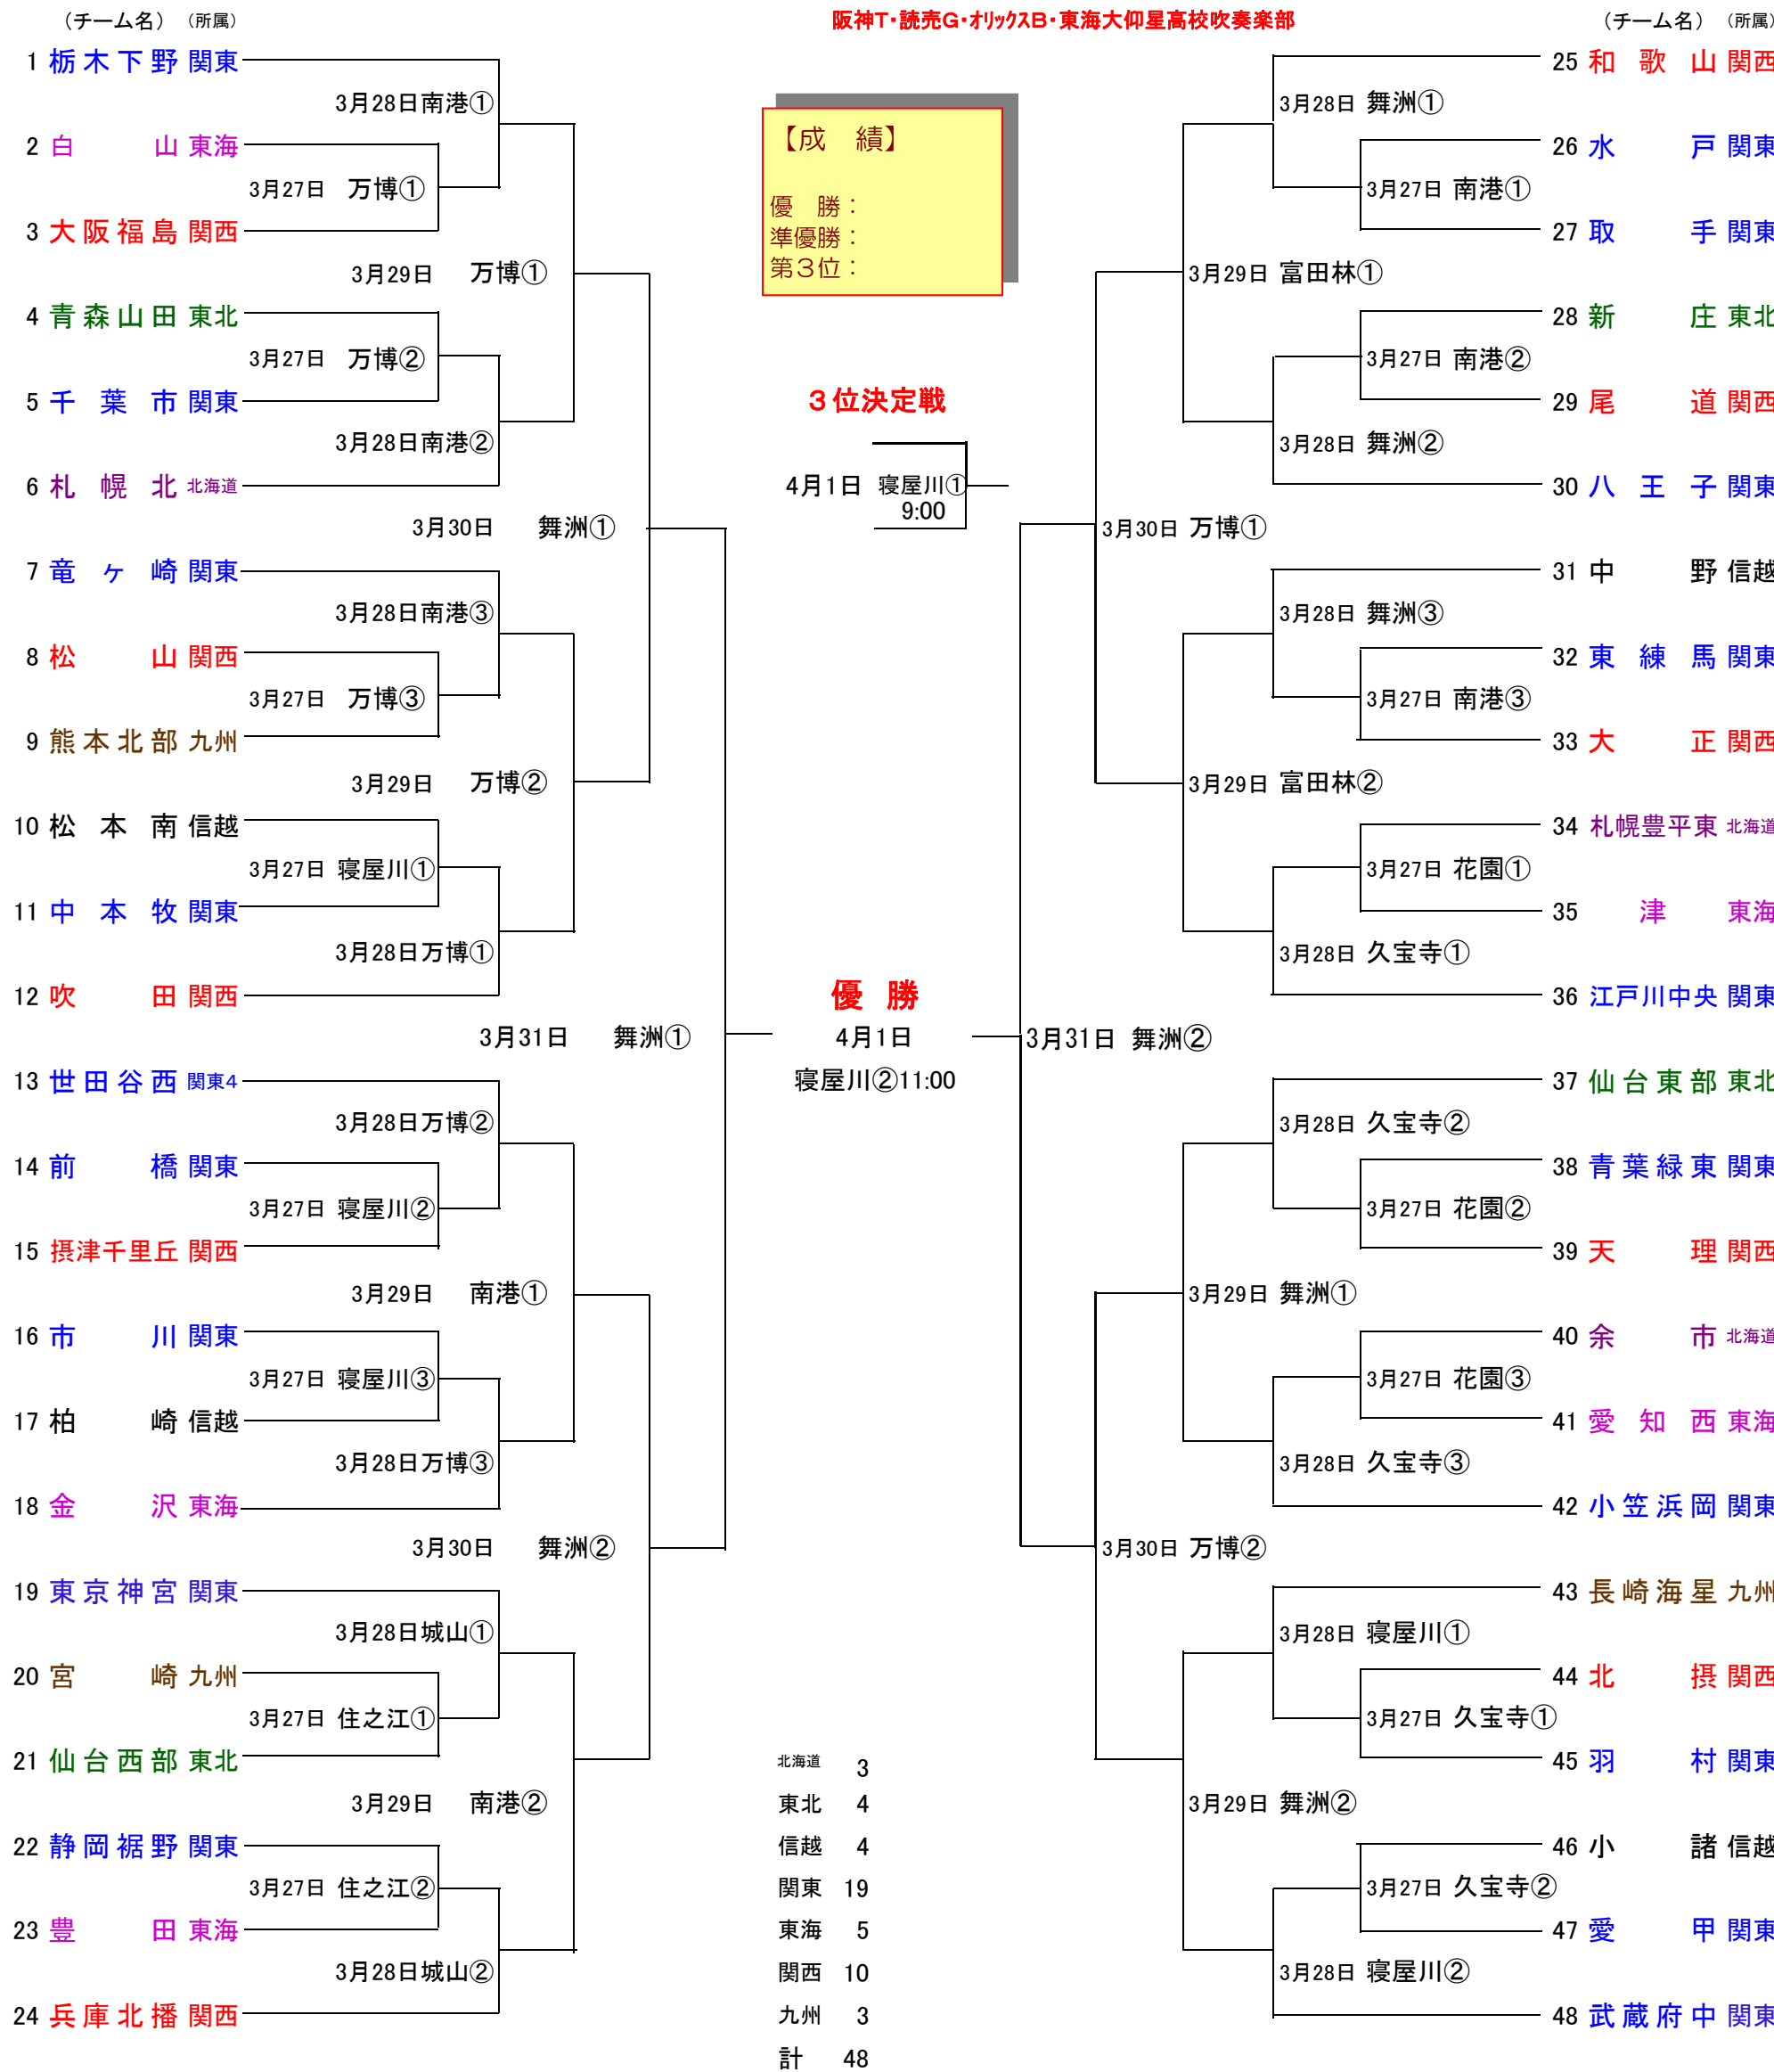 阪神T・読売G・オリックスB・東海大仰星高校吹奏楽部
（チーム名）（所属）
1 栃木下野 関東
3月28日南港①
2 白山 東海
3月27日 万博①
3 大阪福島 関西
3月29日 万博①
4 青森山田 東北
3月27日 万博②
5 千葉市 関東
3月28日南港②
6 札幌北 北海道
3月30日 舞洲①
7 竜ヶ崎 関東
3月28日南港③
8 松山 関西
3月27日 万博③
9 熊本北部 九州
3月29日 万博②
10 松本南 信越
3月27日 寝屋川①
11 中本牧 関東
3月28日万博①
12 吹田 関西
3月31日 舞洲①
13 世田谷西 関東4
3月28日万博②
14 前橋 関東
3月27日 寝屋川②
15 摂津千里丘 関西
3月29日 南港①
16 市川 関東
3月27日 寝屋川③
17 柏崎 信越
3月28日万博③
18 金沢 東海
3月30日 舞洲②
19 東京神宮 関東
3月28日城山①
20 宮崎 九州
3月27日 住之江①
21 仙台西部 東北
3月29日 南港②
22 静岡裾野 関東
3月27日 住之江②
23 豊田 東海
3月28日城山②
24 兵庫北播 関西
【成　績】
優　勝：
準優勝：
第３位：
３位決定戦
4月1日 寝屋川①
9:00
優 勝
4月1日
寝屋川②11:00
北海道 3
東北 4
信越 4
関東 19
東海 5
関西 10
九州 3
計 48
（チーム名）（所属）
25 和歌山 関西
3月28日 舞洲①
26 水戸 関東
3月27日 南港①
27 取手 関東
3月29日 富田林①
28 新庄 東北
3月27日 南港②
29 尾道 関西
3月28日 舞洲②
30 八王子 関東
3月30日 万博①
31 中野 信越
3月28日 舞洲③
32 東練馬 関東
3月27日 南港③
33 大正 関西
3月29日 富田林②
34 札幌豊平東 北海道
3月27日 花園①
35 津 東海
3月28日 久宝寺①
36 江戸川中央 関東
3月31日 舞洲②
37 仙台東部 東北
3月28日 久宝寺②
38 青葉緑東 関東
3月27日 花園②
39 天理 関西
3月29日 舞洲①
40 余市 北海道
3月27日 花園③
41 愛知西 東海
3月28日 久宝寺③
42 小笠浜岡 関東
3月30日 万博②
43 長崎海星 九州
3月28日 寝屋川①
44 北摂 関西
3月27日 久宝寺①
45 羽村 関東
3月29日 舞洲②
46 小諸 信越
3月27日 久宝寺②
47 愛甲 関東
3月28日 寝屋川②
48 武蔵府中 関東